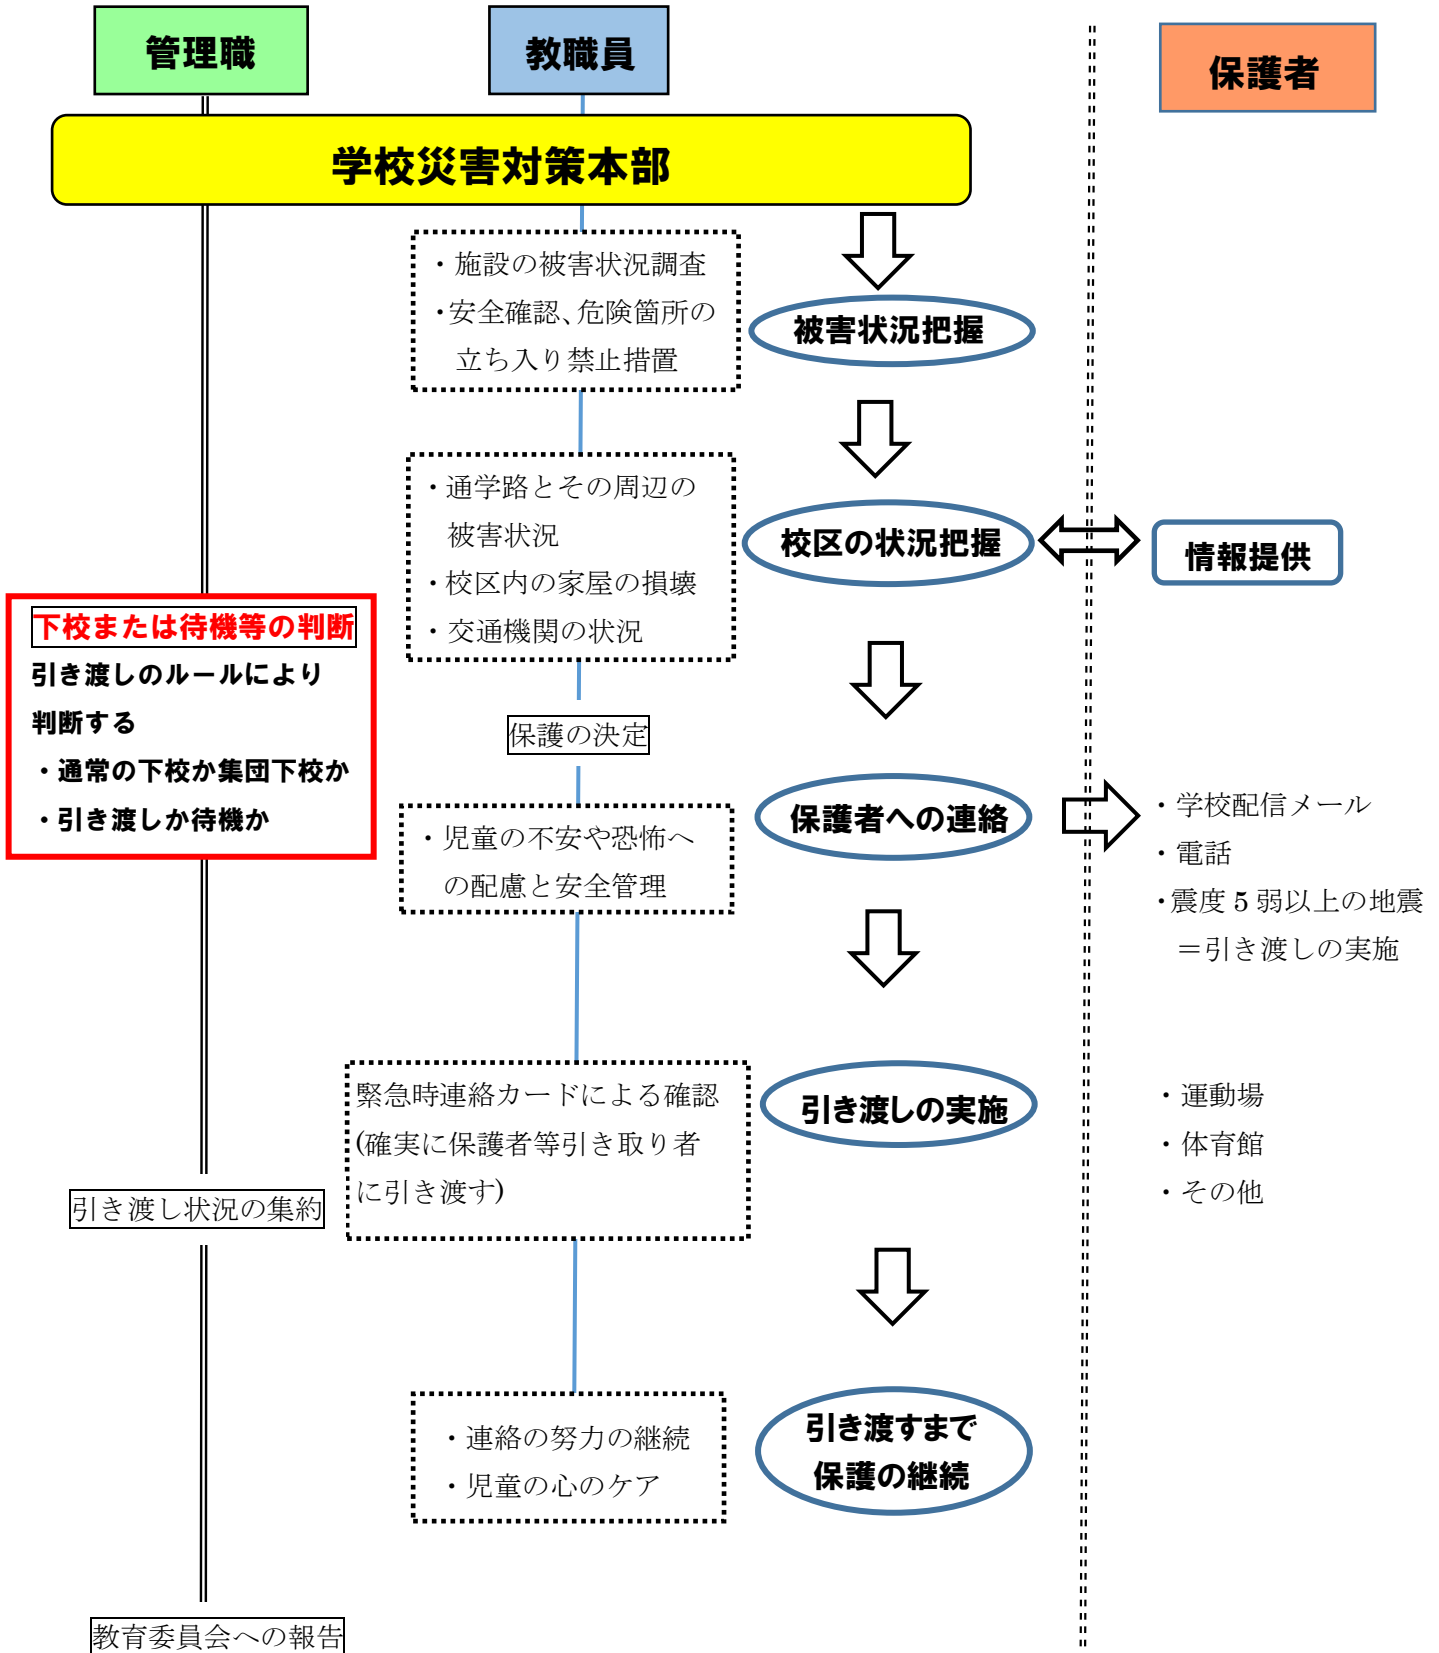 管理職
教職員
保護者
学校災害対策本部
・施設の被害状況調査
・安全確認、危険箇所の
立ち入り禁止措置
被害状況把握
・通学路とその周辺の
被害状況
・校区内の家屋の損壊
・交通機関の状況
校区の状況把握
情報提供
下校または待機等の判断
引き渡しのルールにより
判断する
・通常の下校か集団下校か
・引き渡しか待機か
保護の決定
・児童の不安や恐怖へ
の配慮と安全管理
保護者への連絡
・学校配信メール
・電話
・震度5弱以上の地震
＝引き渡しの実施
緊急時連絡カードによる確認
(確実に保護者等引き取り者
に引き渡す)
引き渡しの実施
・運動場
・体育館
・その他
引き渡し状況の集約
・連絡の努力の継続
・児童の心のケア
引き渡すまで
保護の継続
教育委員会への報告